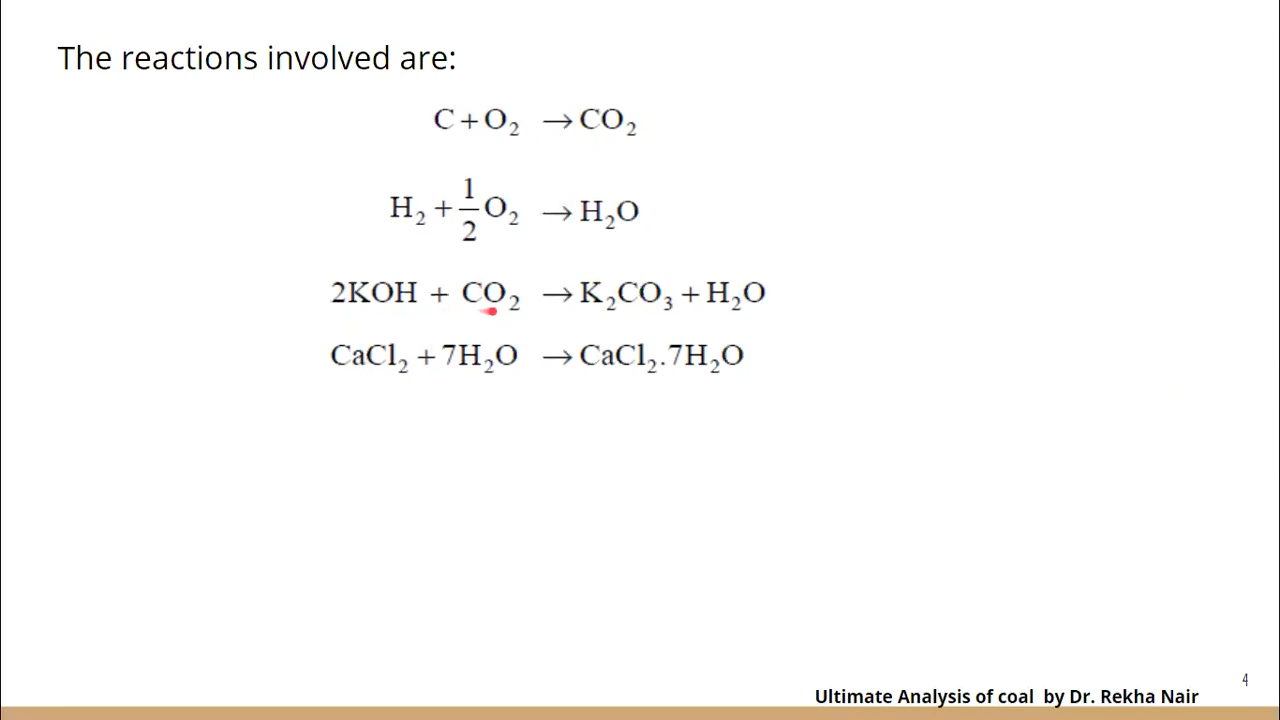 The reactions involved are:
C + O₂ → CO₂
H₂ + 1/2 O₂ → H₂O
2KOH + CO₂ → K₂CO₃ + H₂O
CaCl₂ + 7H₂O → CaCl₂.7H₂O
4
Ultimate Analysis of coal by Dr. Rekha Nair